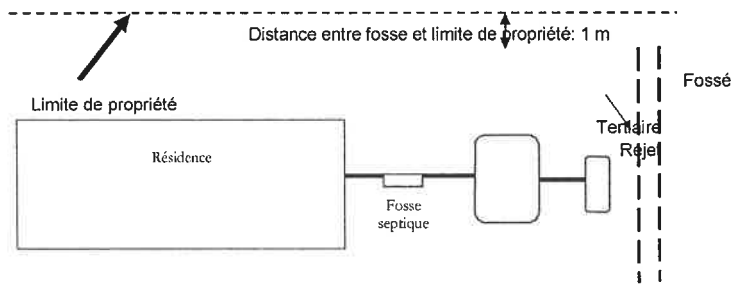 Distance entre fosse et limite de propriété: 1 m
Fossé
Limite de propriété
Tertiaire
Rejet
Résidence
Fosse
septique